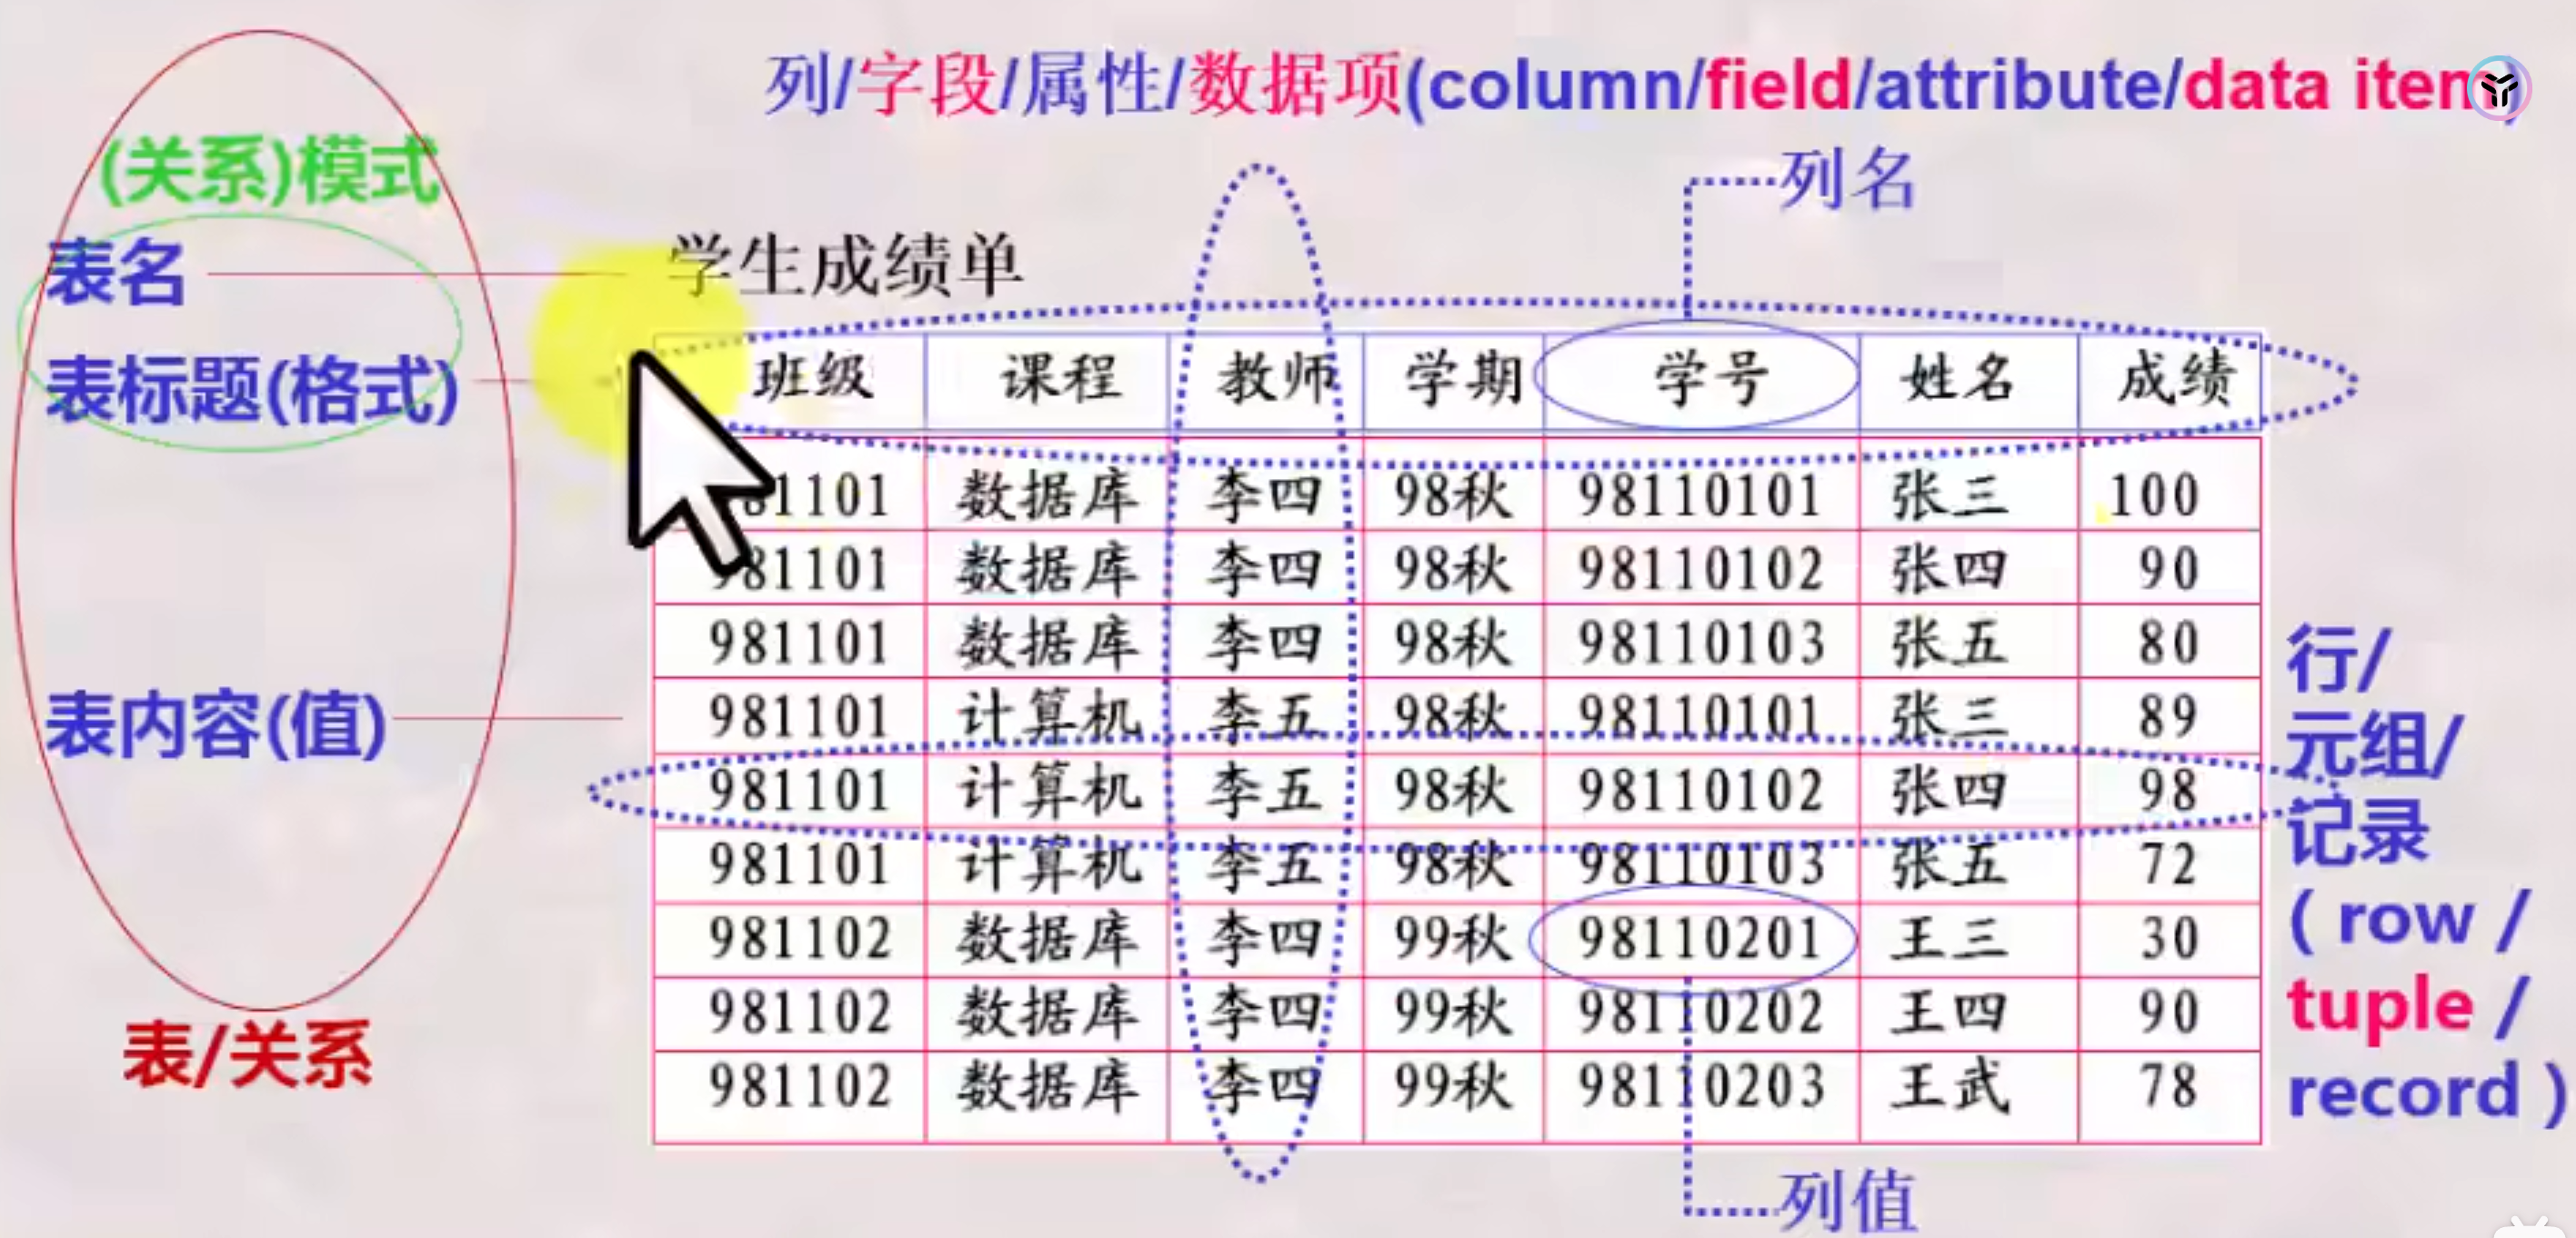 列/字段/属性/数据项(column/field/attribute/data item)
(关系)模式
列名
表名
学生成绩单
表标题(格式)
班级 课程 教师 学期 学号 姓名 成绩
981101 数据库 李四 98秋 98110101 张三 100
981101 数据库 李四 98秋 98110102 张四 90
981101 数据库 李四 98秋 98110103 张五 80
表内容(值)
981101 计算机 李五 98秋 98110101 张三 89
981101 计算机 李五 98秋 98110102 张四 98
981101 计算机 李五 98秋 98110103 张五 72
981102 数据库 李四 99秋 98110201 王三 30
981102 数据库 李四 99秋 98110202 王四 90
981102 数据库 李四 99秋 98110203 王武 78
行/
元组/
记录
( row /
tuple /
record )
表/关系
列值